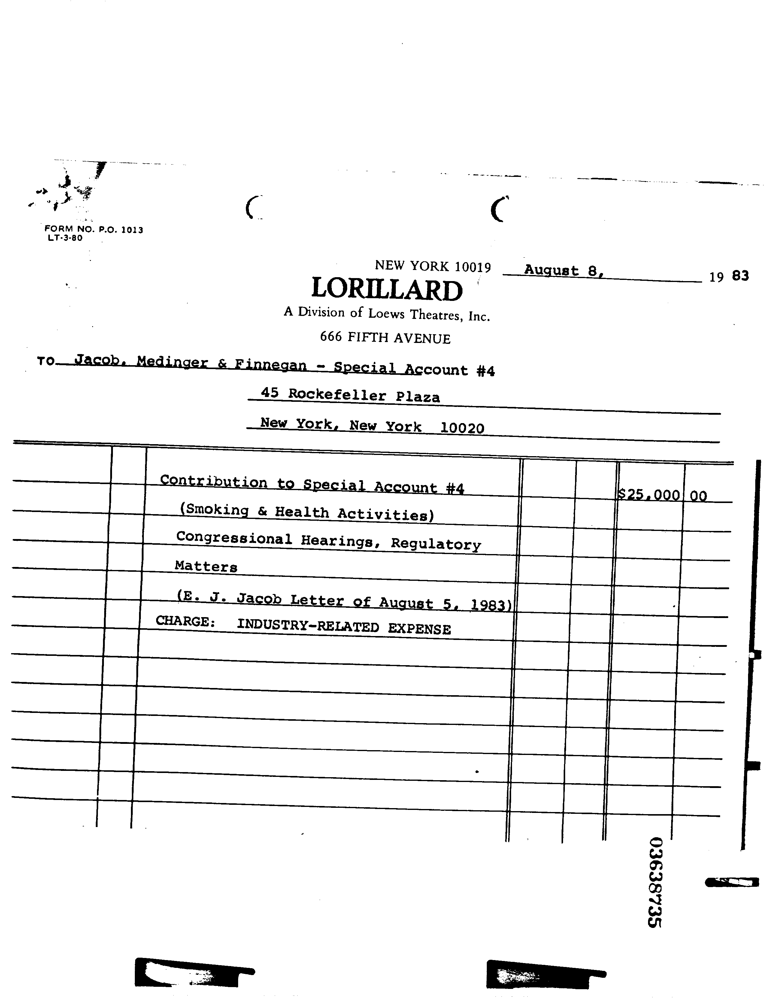 FORM NO. P.O. 1013
LT-3-80
NEW YORK 10019 August 8, 19 83
LORILLARD
A Division of Loews Theatres, Inc.
666 FIFTH AVENUE
TO Jacob, Medinger & Finnegan - Special Account #4
45 Rockefeller Plaza
New York, New York 10020
Contribution to Special Account #4 $25,000 00
(Smoking & Health Activities)
Congressional Hearings, Regulatory
Matters
(E. J. Jacob Letter of August 5, 1983)
CHARGE: INDUSTRY-RELATED EXPENSE
03638735